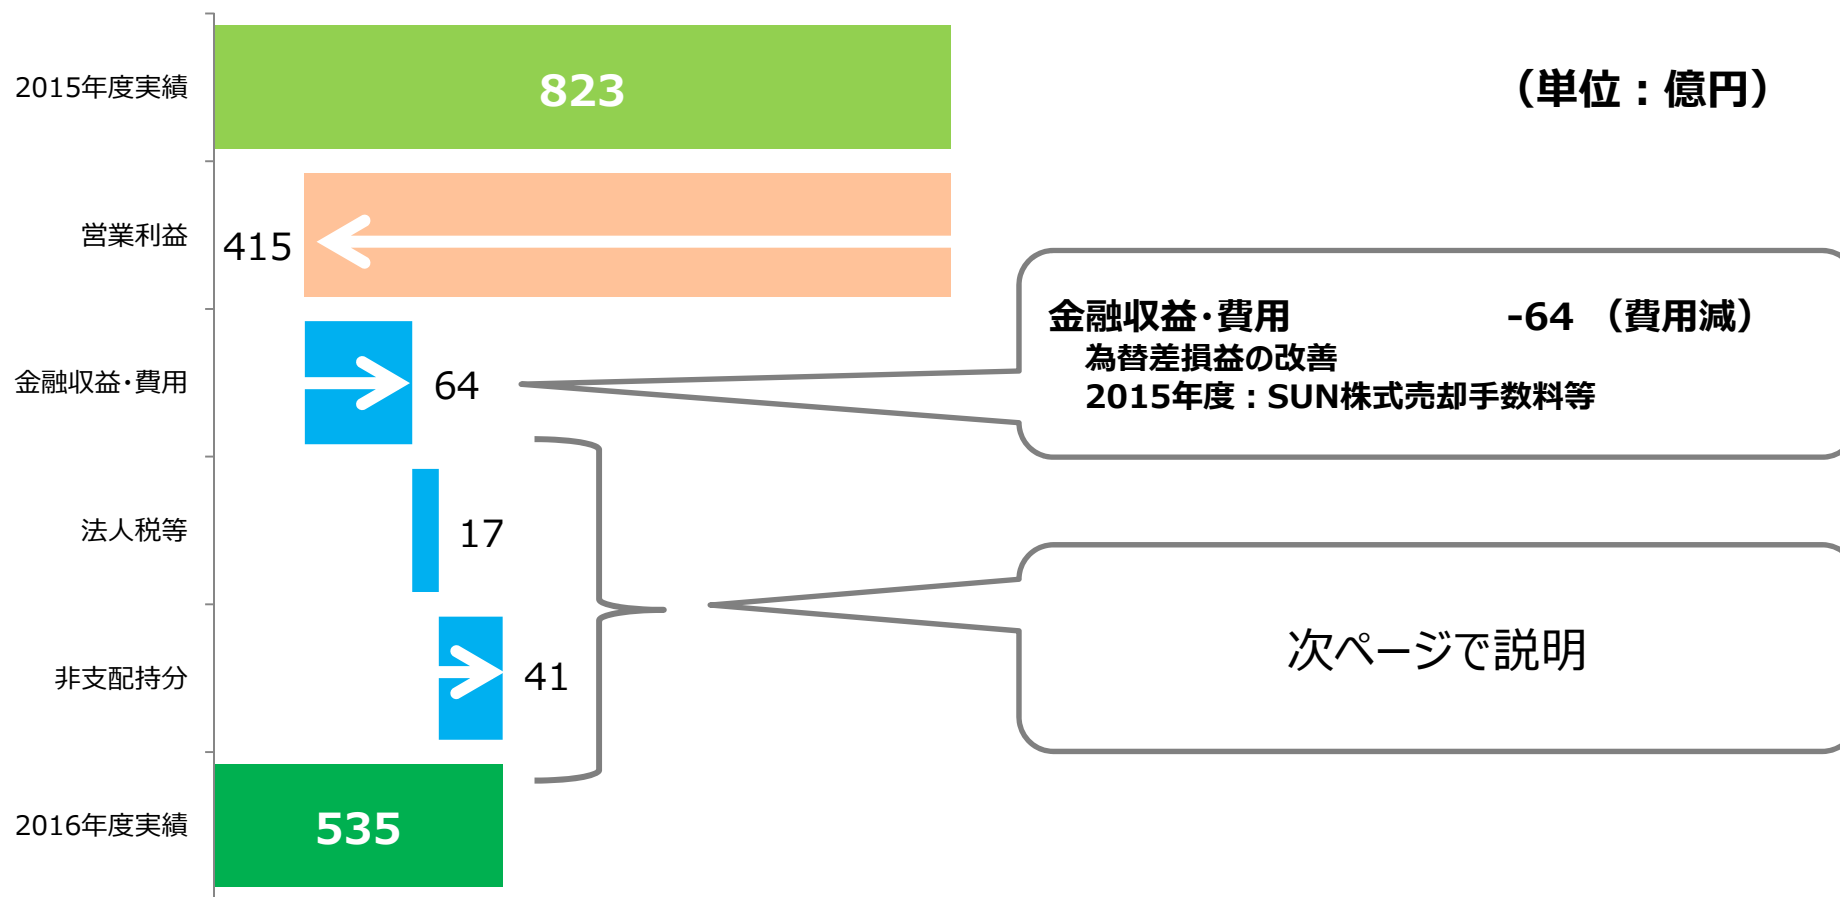 (単位:億円)
2015年度実績
823
営業利益
415
金融収益・費用
64
法人税等
17
非支配持分
41
2016年度実績
535
金融収益・費用 -64 (費用減)
為替差損益の改善
2015年度:SUN株式売却手数料等
次ページで説明